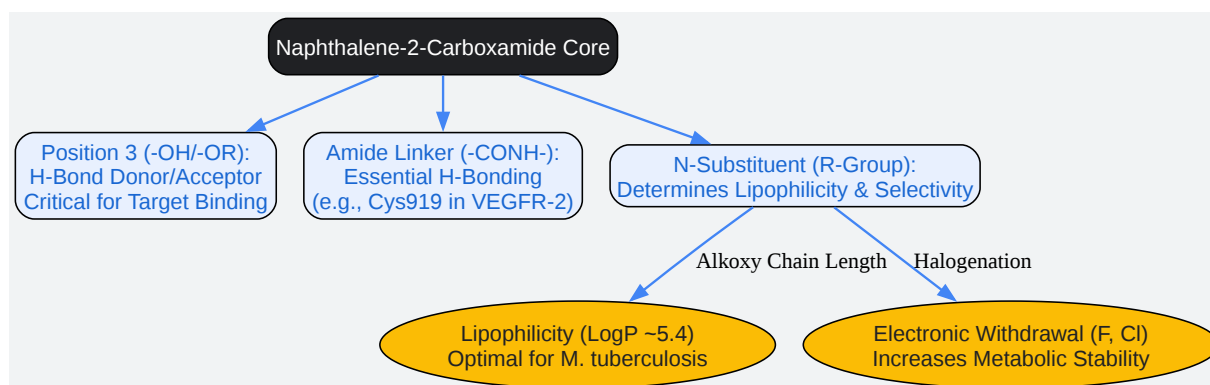 Naphthalene-2-Carboxamide Core
Position 3 (-OH/-OR):
H-Bond Donor/Acceptor
Critical for Target Binding
Amide Linker (-CONH-):
Essential H-Bonding
(e.g., Cys919 in VEGFR-2)
N-Substituent (R-Group):
Determines Lipophilicity & Selectivity
Alkoxy Chain Length
Halogenation
Lipophilicity (LogP ~5.4)
Optimal for M. tuberculosis
Electronic Withdrawal (F, Cl)
Increases Metabolic Stability